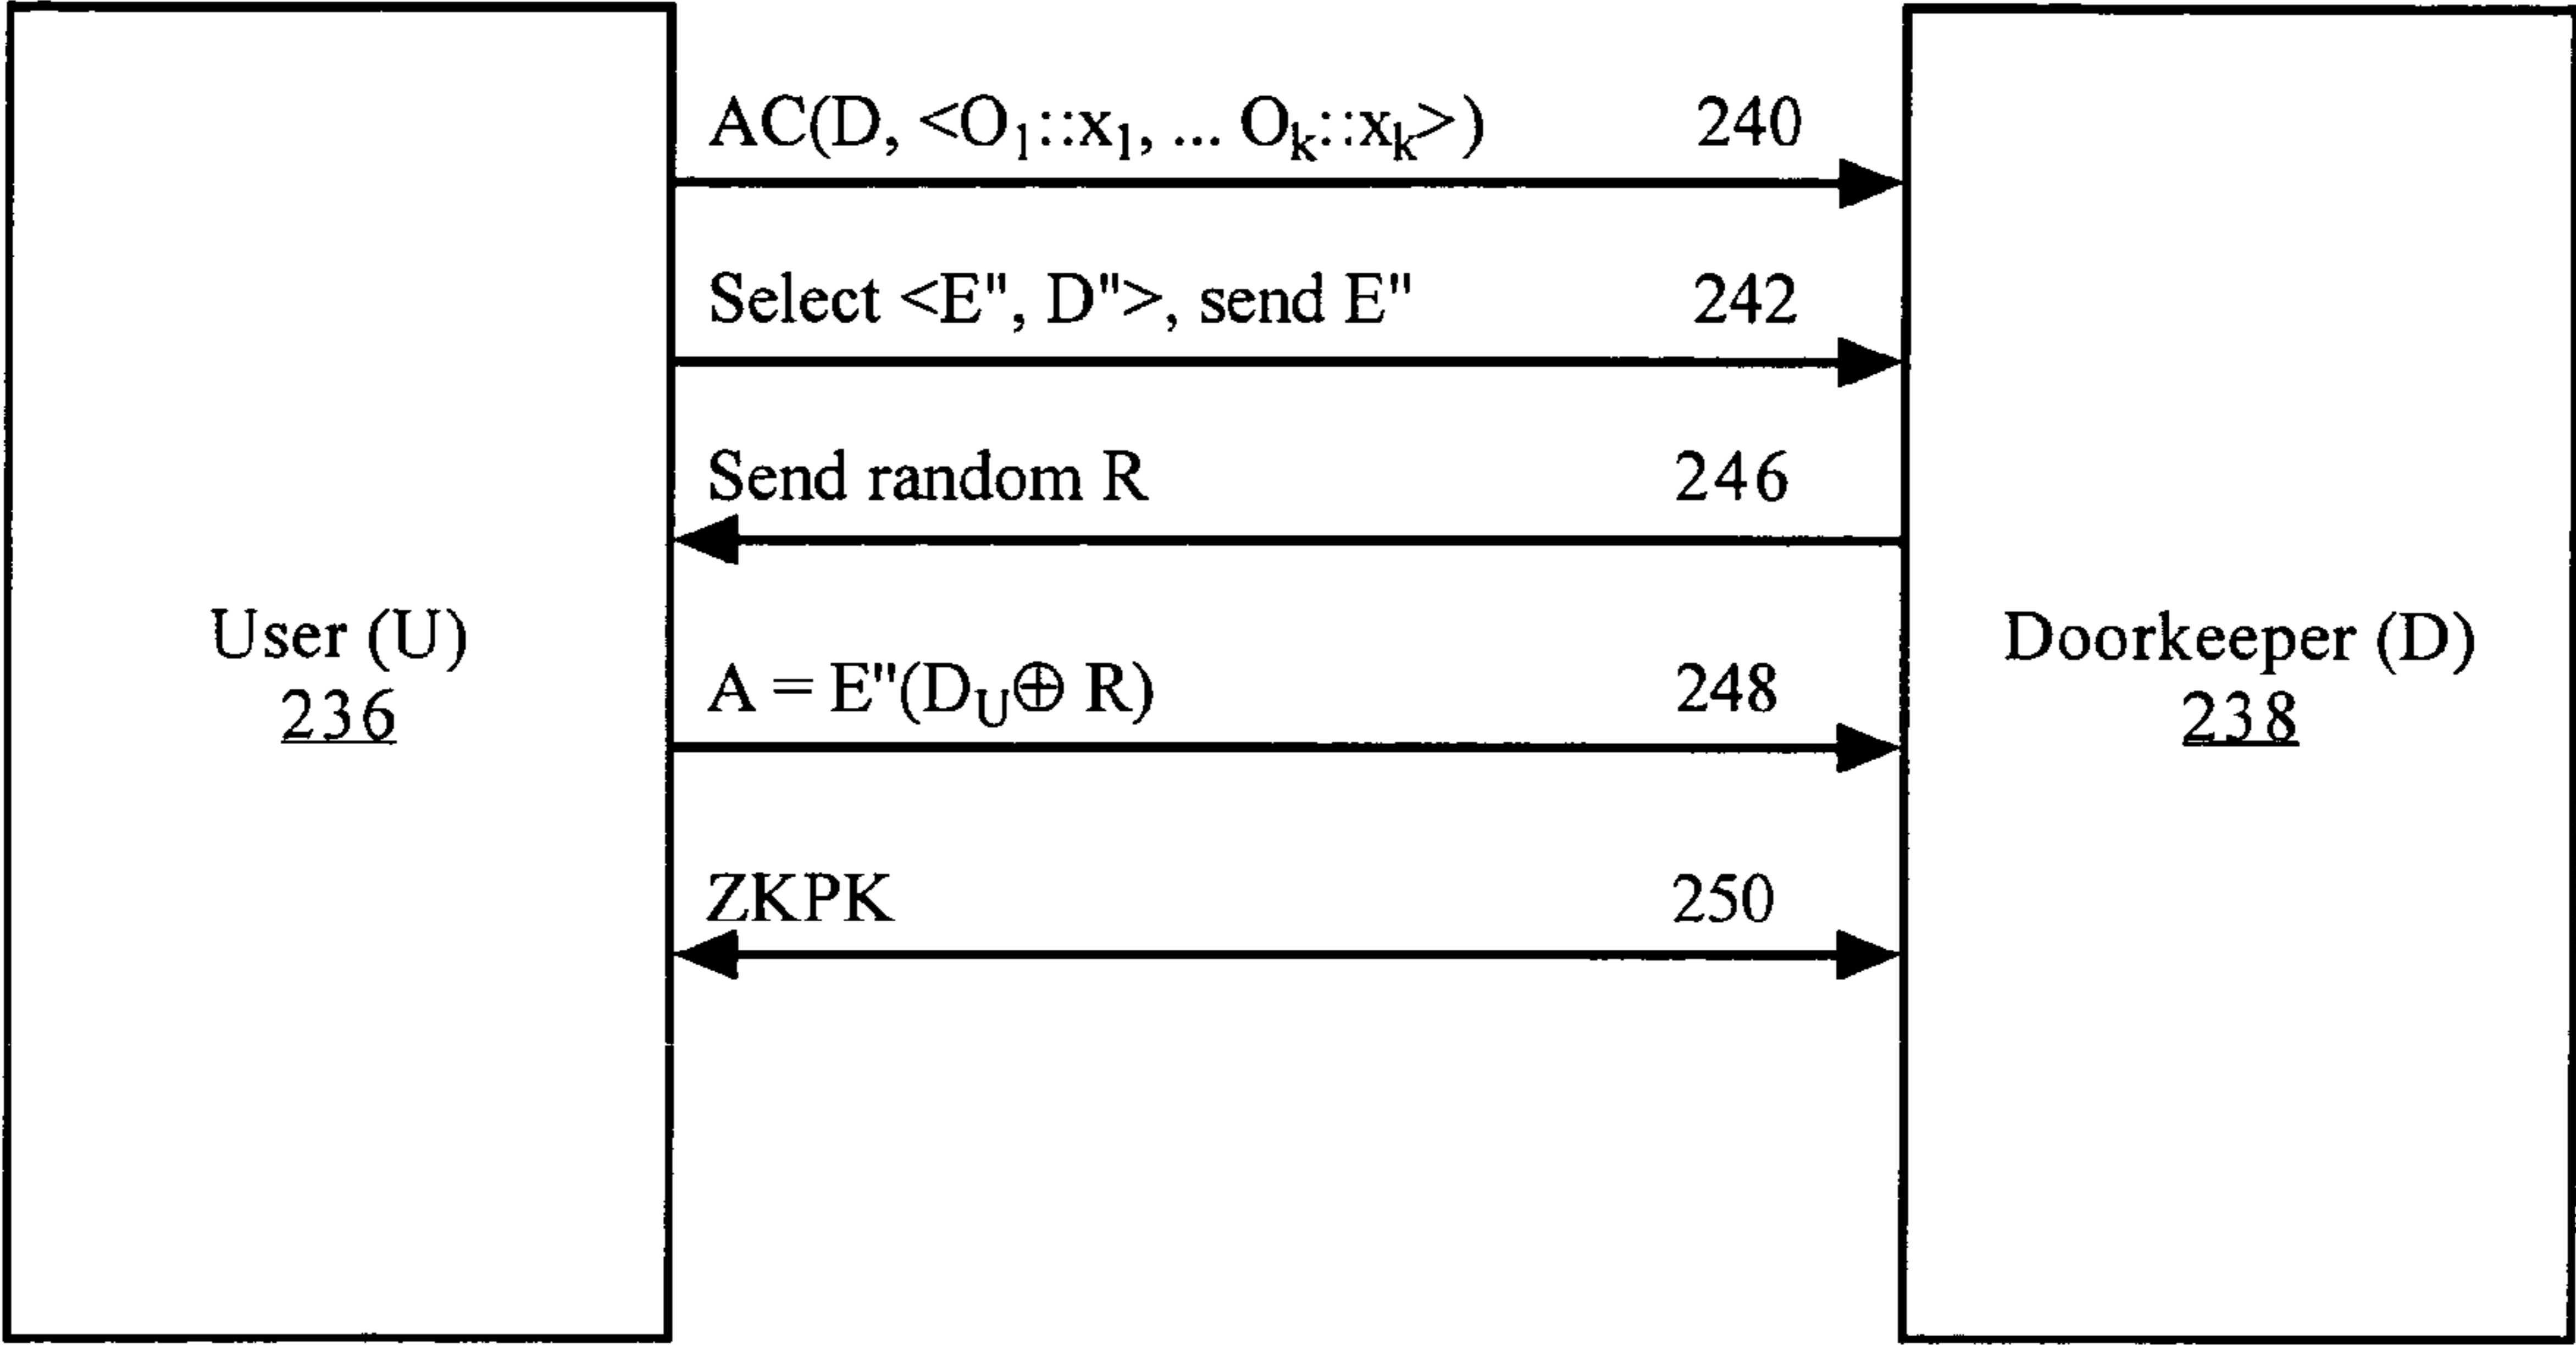 AC(D, <O₁::x₁, ... Oₖ::xₖ>) 240
Select <E", D">, send E" 242
Send random R 246
User (U)
236
A = E"(D_U⊕ R) 248
Doorkeeper (D)
238
ZKPK 250